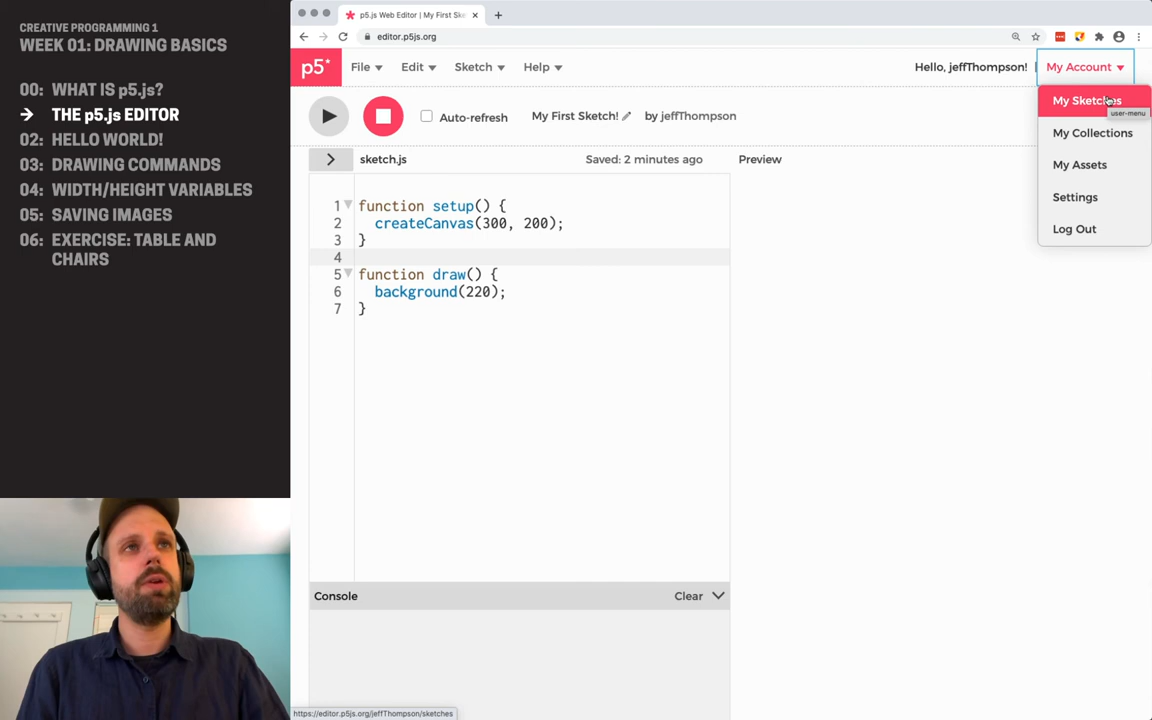 CREATIVE PROGRAMMING 1
WEEK 01: DRAWING BASICS
00: WHAT IS p5.js?
→ THE p5.js EDITOR
02: HELLO WORLD!
03: DRAWING COMMANDS
04: WIDTH/HEIGHT VARIABLES
05: SAVING IMAGES
06: EXERCISE: TABLE AND
CHAIRS
p5.js Web Editor | My First Ske
editor.p5js.org
p5* File Edit Sketch Help Hello, jeffThompson! My Account
Auto-refresh My First Sketch! by jeffThompson
My Sketches
user-menu
My Collections
My Assets
Settings
Log Out
> sketch.js Saved: 2 minutes ago Preview
1 function setup() {
2 createCanvas(300, 200);
3 }
4
5 function draw() {
6 background(220);
7 }
Console Clear
https://editor.p5js.org/jeffThompson/sketches